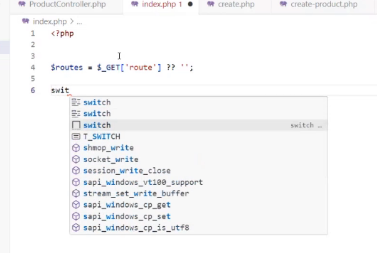 ProductController.php index.php 1 ● create.php create-product.php
index.php > ...
1 <?php
2
3
4 $routes = $_GET['route'] ?? '';
5
6 swit
switch
switch
switch switch ...
T_SWITCH
shmop_write
socket_write
session_write_close
sapi_windows_vt100_support
stream_set_write_buffer
sapi_windows_cp_get
sapi_windows_cp_set
sapi_windows_cp_is_utf8